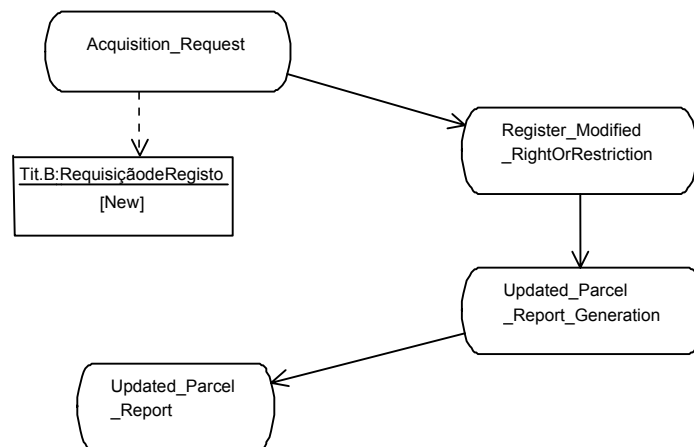 Acquisition_Request
Register_Modified
_RightOrRestriction
Tit.B:RequisiçãodeRegisto
[New]
Updated_Parcel
_Report_Generation
Updated_Parcel
_Report